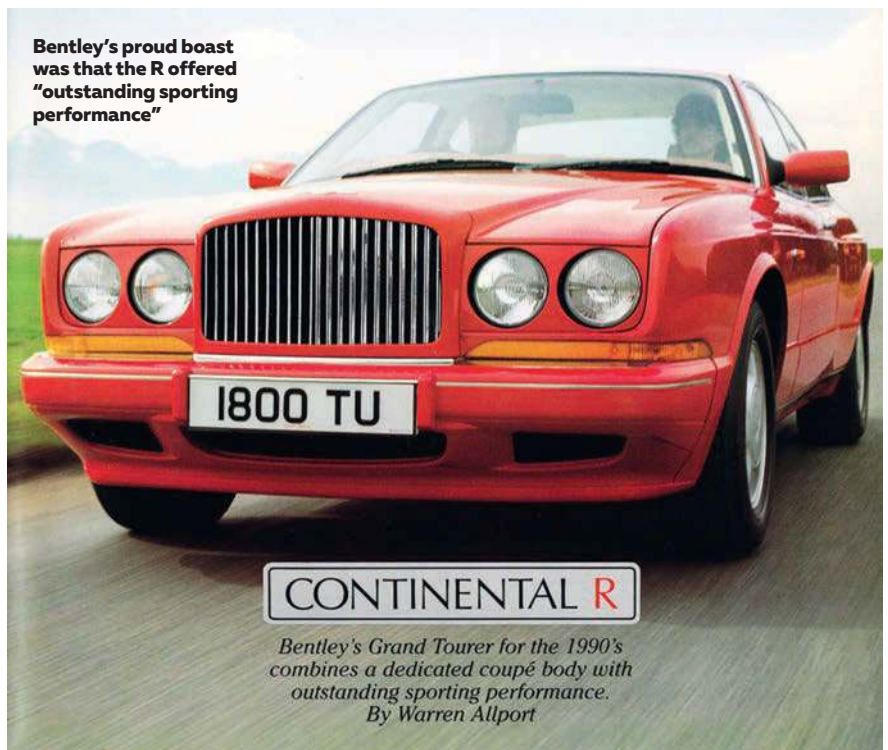 Bentley's proud boast
was that the R offered
“outstanding sporting
performance”
1800 TU
CONTINENTAL R
Bentley's Grand Tourer for the 1990's
combines a dedicated coupé body with
outstanding sporting performance.
By Warren Allport